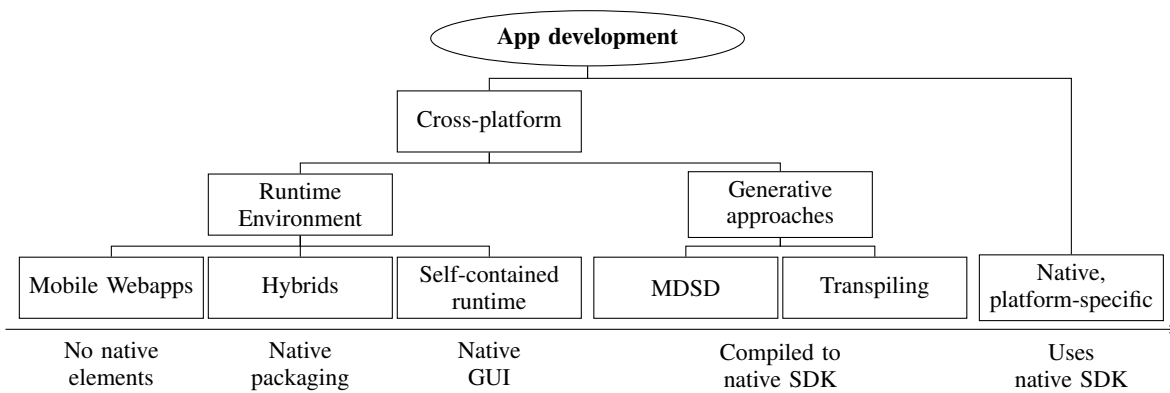 App development
Cross-platform
Runtime
Environment
Generative
approaches
Mobile Webapps
Hybrids
Self-contained
runtime
MDSD
Transpiling
Native,
platform-specific
No native
elements
Native
packaging
Native
GUI
Compiled to
native SDK
Uses
native SDK